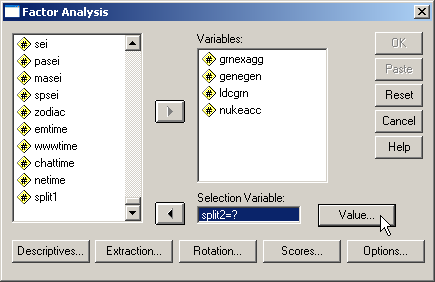 Factor Analysis
sei
pasei
masei
spsei
zodiac
emtime
wwwtime
chattime
netime
split1
Variables:
grnexagg
genegen
ldcgrn
nukeacc
OK
Paste
Reset
Cancel
Help
Selection Variable:
split2=?
Value...
Descriptives...
Extraction...
Rotation...
Scores...
Options...